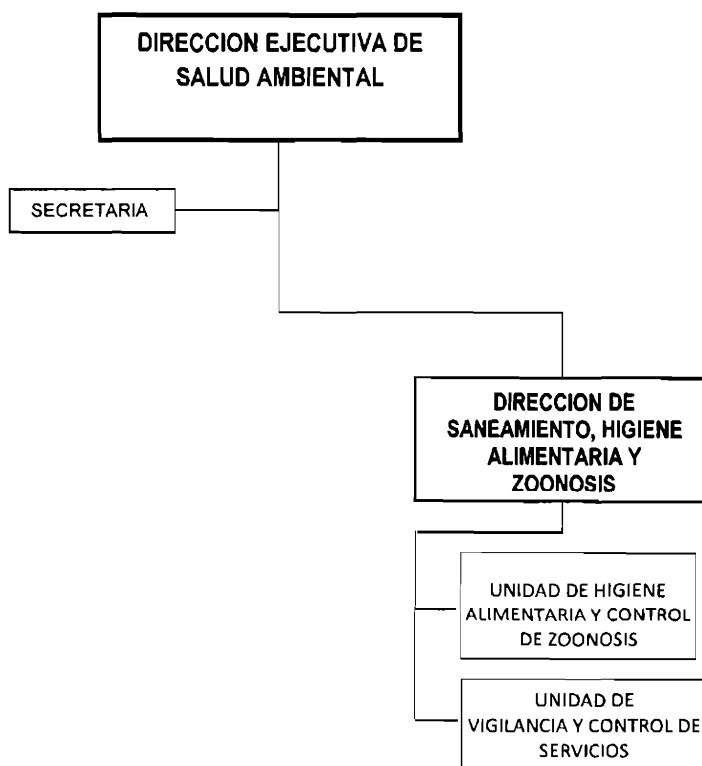 DIRECCION EJECUTIVA DE
SALUD AMBIENTAL
SECRETARIA
DIRECCION DE
SANEAMIENTO, HIGIENE
ALIMENTARIA Y
ZOONOSIS
UNIDAD DE HIGIENE
ALIMENTARIA Y CONTROL
DE ZOONOSIS
UNIDAD DE
VIGILANCIA Y CONTROL DE
SERVICIOS